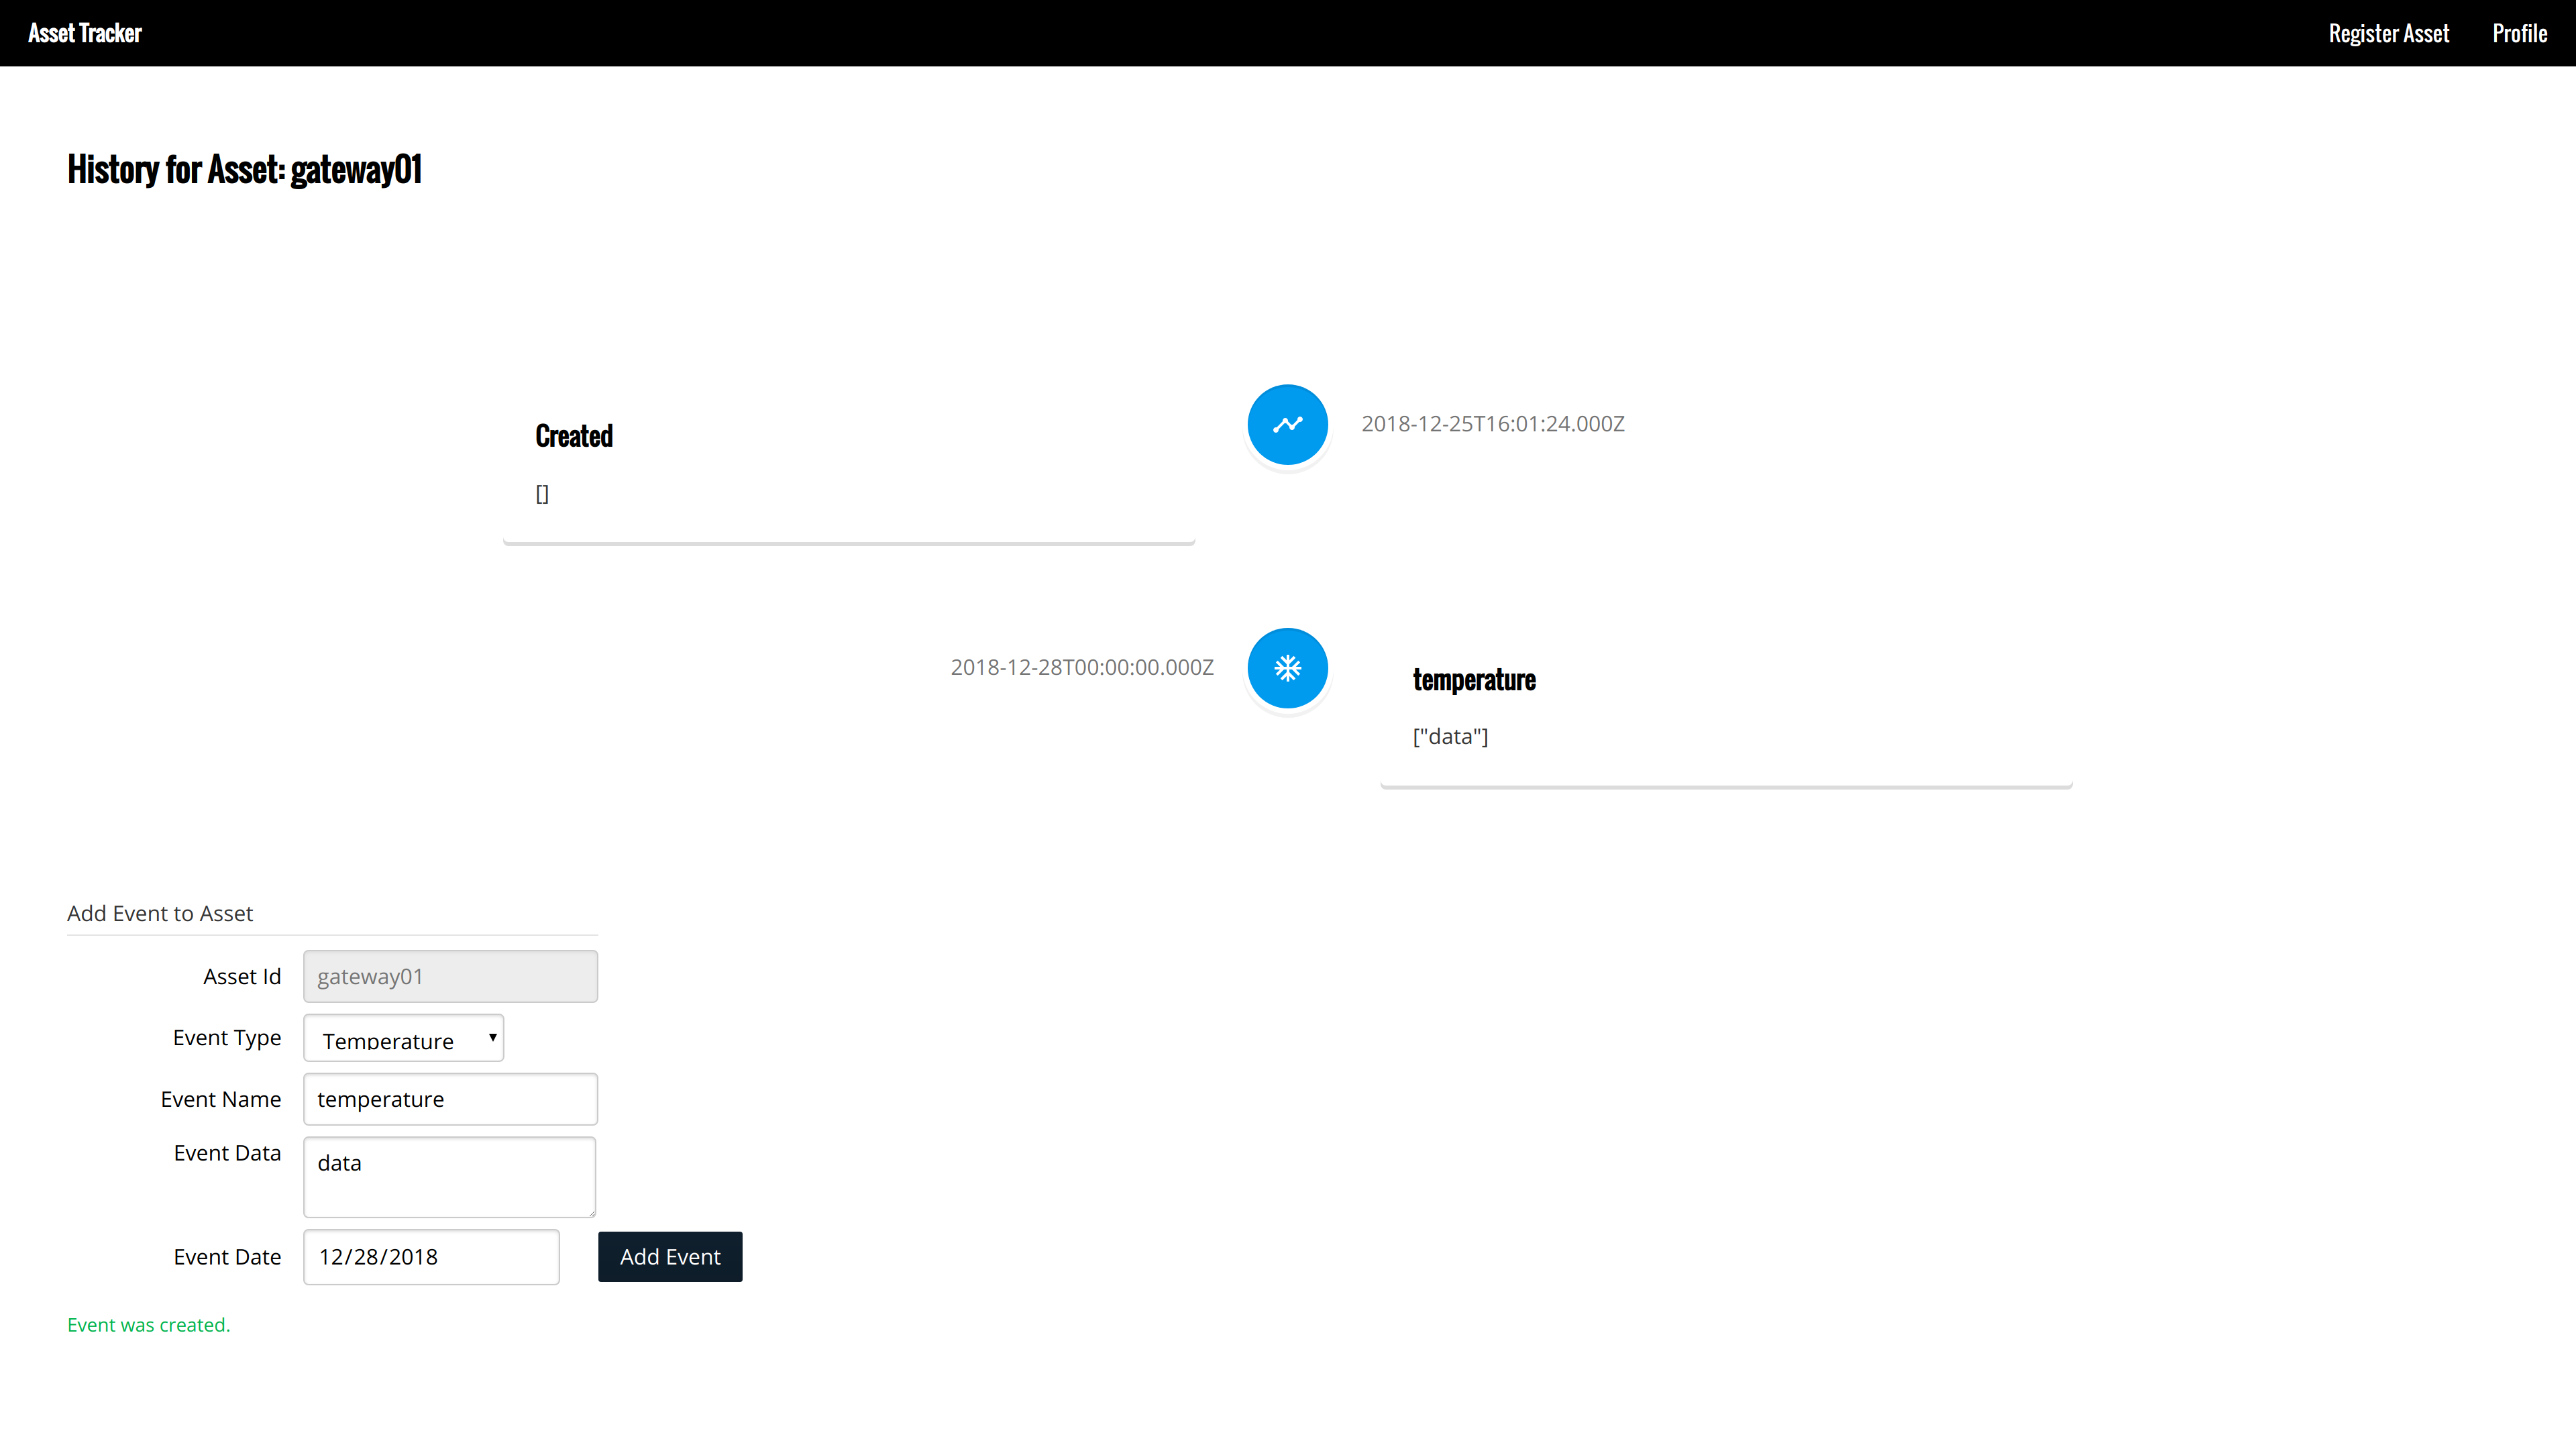 Asset Tracker
Register Asset
Profile
History for Asset: gateway01
Created
[]
2018-12-25T16:01:24.000Z
2018-12-28T00:00:00.000Z
temperature
["data"]
Add Event to Asset
Asset Id
gateway01
Event Type
Temperature
Event Name
temperature
Event Data
data
Event Date
12/28/2018
Add Event
Event was created.